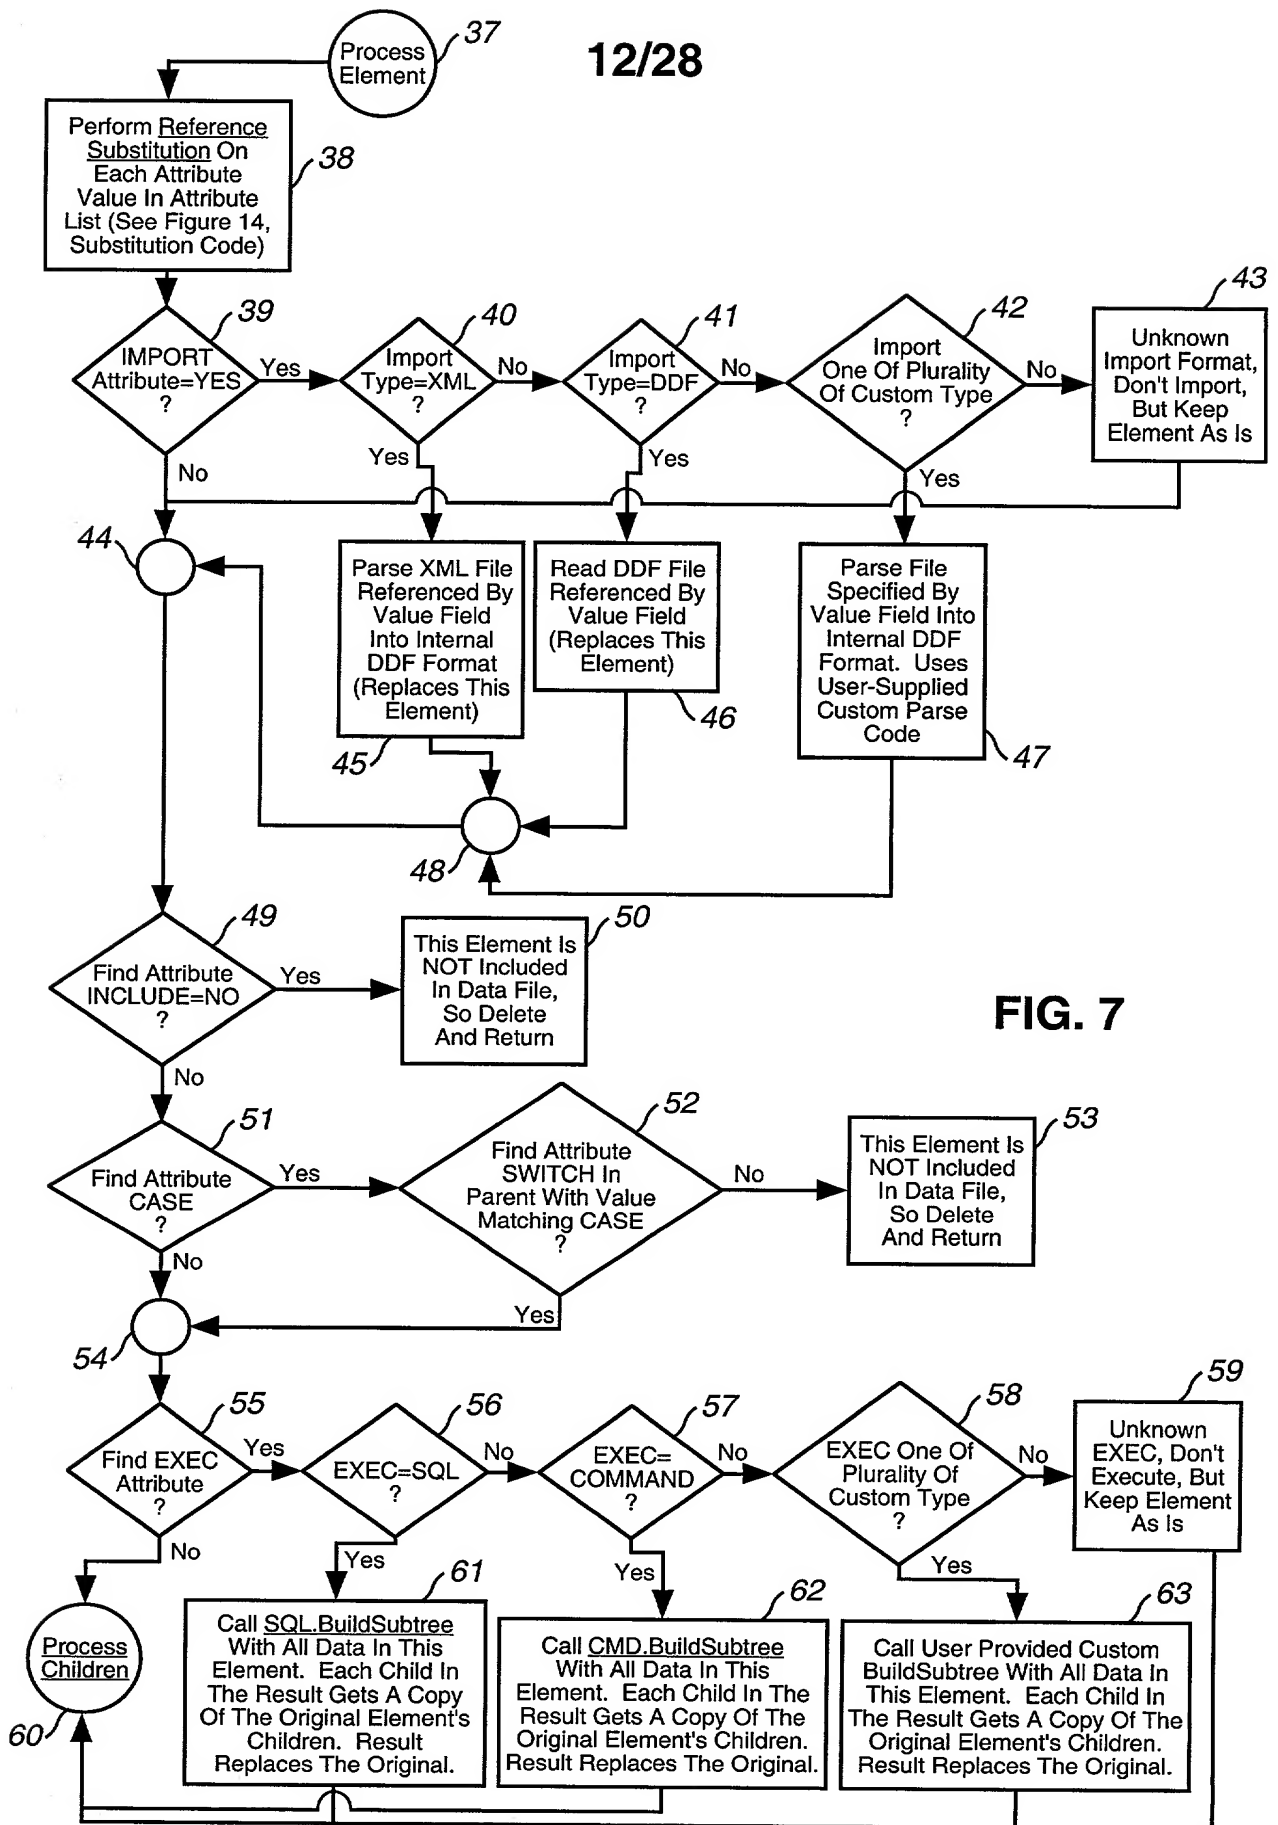 37
Process
Element
12/28
Perform Reference
Substitution On
Each Attribute
Value In Attribute
List (See Figure 14,
Substitution Code)
38
39
IMPORT
Attribute=YES
?
Yes
No
40
Import
Type=XML
?
No
Yes
41
Import
Type=DDF
?
No
Yes
42
Import
One Of Plurality
Of Custom Type
?
No
Yes
43
Unknown
Import Format,
Don't Import,
But Keep
Element As Is
44
Parse XML File
Referenced By
Value Field
Into Internal
DDF Format
(Replaces This
Element)
45
Read DDF File
Referenced By
Value Field
(Replaces This
Element)
46
Parse File
Specified By
Value Field Into
Internal DDF
Format. Uses
User-Supplied
Custom Parse
Code
47
48
49
Find Attribute
INCLUDE=NO
?
Yes
No
50
This Element Is
NOT Included
In Data File,
So Delete
And Return
FIG. 7
51
Find Attribute
CASE
?
Yes
No
52
Find Attribute
SWITCH In
Parent With Value
Matching CASE
?
No
Yes
53
This Element Is
NOT Included
In Data File,
So Delete
And Return
54
55
Find EXEC
Attribute
?
Yes
No
56
EXEC=SQL
?
No
Yes
57
EXEC=
COMMAND
?
No
Yes
58
EXEC One Of
Plurality Of
Custom Type
?
No
Yes
59
Unknown
EXEC, Don't
Execute, But
Keep Element
As Is
Process
Children
60
61
Call SQL.BuildSubtree
With All Data In This
Element. Each Child In
The Result Gets A Copy
Of The Original Element's
Children. Result
Replaces The Original.
62
Call CMD.BuildSubtree
With All Data In This
Element. Each Child In The
Result Gets A Copy Of The
Original Element's Children.
Result Replaces The Original.
63
Call User Provided Custom
BuildSubtree With All Data In
This Element. Each Child In
The Result Gets A Copy Of The
Original Element's Children.
Result Replaces The Original.